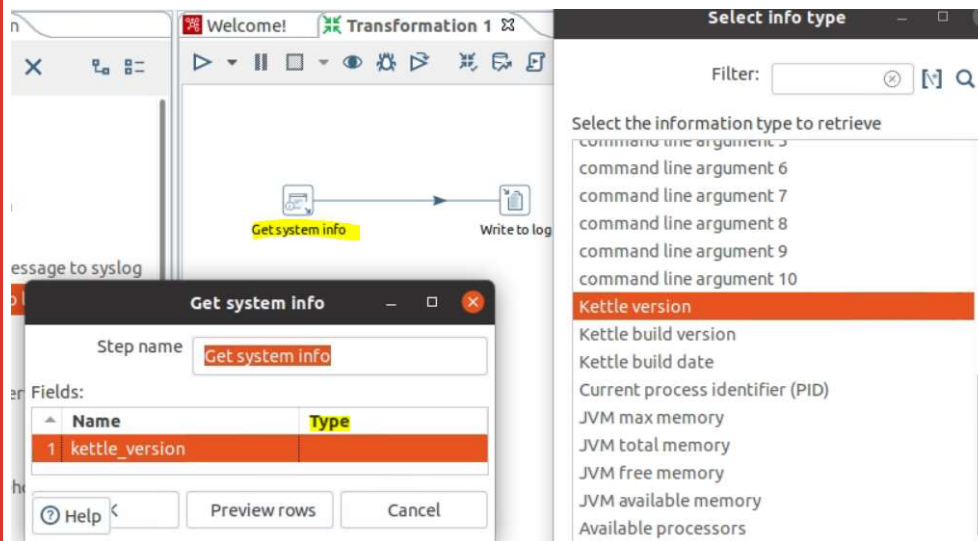 Welcome!
Transformation 1
Select info type
Filter:
Select the information type to retrieve
command line argument 5
command line argument 6
command line argument 7
command line argument 8
command line argument 9
command line argument 10
Kettle version
Kettle build version
Kettle build date
Current process identifier (PID)
JVM max memory
JVM total memory
JVM free memory
JVM available memory
Available processors
Get system info
Write to log
essage to syslog
Get system info
Step name
Get system info
Fields:
Name Type
1 kettle_version
Help
Preview rows
Cancel